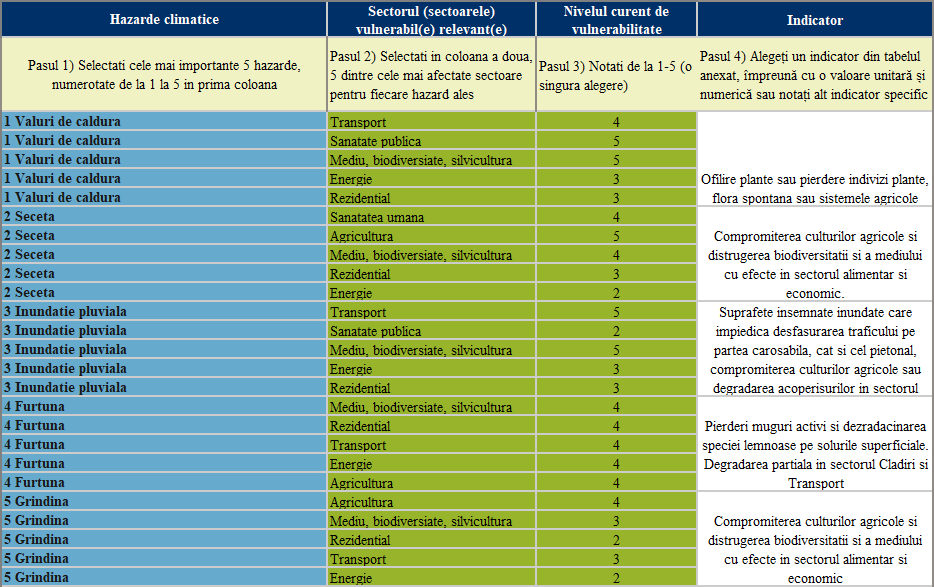 Hazarde climatice
Sectorul (sectoarele)
vulnerabil(e) relevant(e)
Nivelul curent de
vulnerabilitate
Indicator
Pasul 1) Selectati cele mai importante 5 hazarde,
numerotate de la 1 la 5 in prima coloana
Pasul 2) Selectati in coloana a doua,
5 dintre cele mai afectate sectoare
pentru fiecare hazard ales
Pasul 3) Notati de la 1-5 (o
singura alegere)
Pasul 4) Alegeți un indicator din tabelul
anexat, împreună cu o valoare unitară și
numerică sau notați alt indicator specific
1 Valuri de caldura Transport 4
1 Valuri de caldura Sanatate publica 5
1 Valuri de caldura Mediu, biodiversiate, silvicultura 5
1 Valuri de caldura Energie 3
1 Valuri de caldura Rezidential 3
Ofilire plante sau pierdere indivizi plante,
flora spontana sau sistemele agricole
2 Seceta Sanatatea umana 4
2 Seceta Agricultura 5
2 Seceta Mediu, biodiversiate, silvicultura 4
2 Seceta Rezidential 3
2 Seceta Energie 2
Compromiterea culturilor agricole si
distrugerea biodiversitatii si a mediului
cu efecte in sectorul alimentar si
economic.
3 Inundatie pluviala Transport 5
3 Inundatie pluviala Sanatate publica 2
3 Inundatie pluviala Mediu, biodiversiate, silvicultura 5
3 Inundatie pluviala Energie 3
3 Inundatie pluviala Rezidential 3
Suprafete insemnate inundate care
impiedica desfasurarea traficului pe
partea carosabila, cat si cel pietonal,
compromiterea culturilor agricole sau
degradarea acoperisurilor in sectorul
4 Furtuna Mediu, biodiversiate, silvicultura 4
4 Furtuna Rezidential 4
4 Furtuna Transport 4
4 Furtuna Energie 4
4 Furtuna Agricultura 4
Pierderi muguri activi si dezradacinarea
speciei lemnoase pe solurile superficiale.
Degradarea partiala in sectorul Cladiri si
Transport
5 Grindina Agricultura 4
5 Grindina Mediu, biodiversiate, silvicultura 3
5 Grindina Rezidential 2
5 Grindina Transport 3
5 Grindina Energie 2
Compromiterea culturilor agricole si
distrugerea biodiversitatii si a mediului
cu efecte in sectorul alimentar si
economic